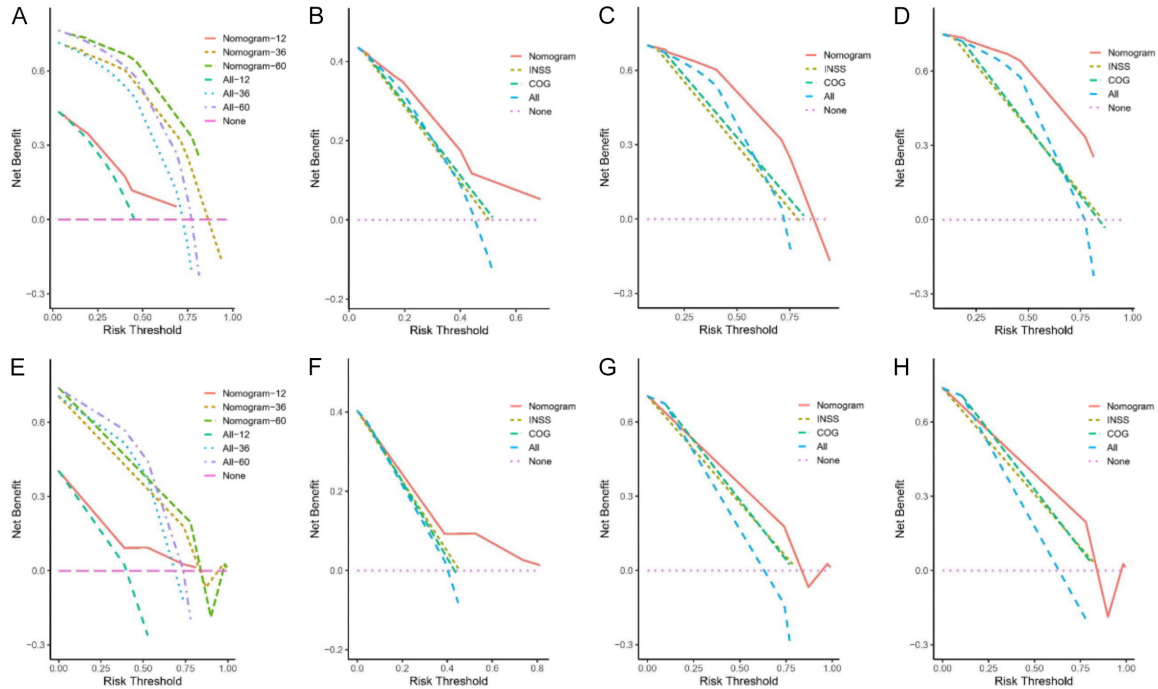 A
Net Benefit
0.6
0.3
0.0
−0.3
0.00 0.25 0.50 0.75 1.00
Risk Threshold
Nomogram−12
Nomogram−36
Nomogram−60
All−12
All−36
All−60
None
B
Net Benefit
0.4
0.2
0.0
−0.2
0.0 0.2 0.4 0.6
Risk Threshold
Nomogram
INSS
COG
All
None
C
Net Benefit
0.6
0.3
0.0
−0.3
0.25 0.50 0.75
Risk Threshold
Nomogram
INSS
COG
All
None
D
Net Benefit
0.6
0.3
0.0
−0.3
0.25 0.50 0.75 1.00
Risk Threshold
Nomogram
INSS
COG
All
None
E
Net Benefit
0.6
0.3
0.0
−0.3
0.00 0.25 0.50 0.75 1.00
Risk Threshold
Nomogram−12
Nomogram−36
Nomogram−60
All−12
All−36
All−60
None
F
Net Benefit
0.4
0.2
0.0
−0.2
0.0 0.2 0.4 0.6 0.8
Risk Threshold
Nomogram
INSS
COG
All
None
G
Net Benefit
0.6
0.3
0.0
−0.3
0.00 0.25 0.50 0.75 1.00
Risk Threshold
Nomogram
INSS
COG
All
None
H
Net Benefit
0.6
0.3
0.0
−0.3
0.00 0.25 0.50 0.75 1.00
Risk Threshold
Nomogram
INSS
COG
All
None